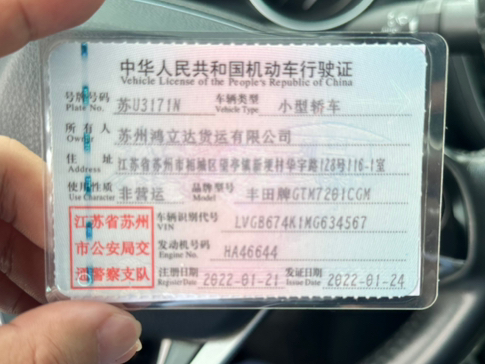 中华人民共和国机动车行驶证
Vehicle License of the People's Republic of China
号牌号码 苏U3171N 车辆类型 小型轿车
Plate No. Vehicle Type
所有人 苏州鸿立达货运有限公司
Owner
住址 江苏省苏州市相城区望亭镇新埂村华字路128号116-1室
Address
使用性质 非营运 品牌型号 丰田牌GTM7201CGM
Use Character Model
江苏省苏州
市公安局交
警察支队
车辆识别代号 LVGB674K1MG634567
VIN
发动机号码 HA46644
Engine No.
注册日期 2022-01-21 发证日期 2022-01-24
Register Date Issue Date